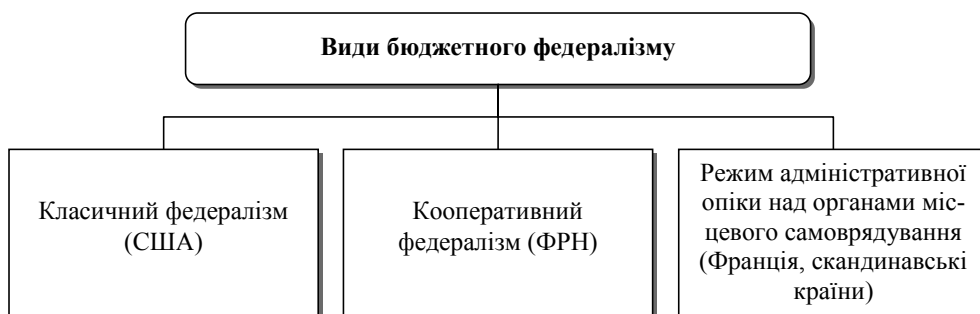 Види бюджетного федералізму
Класичний федералізм
(США)
Кооперативний
федералізм (ФРН)
Режим адміністративної
опіки над органами міс-
цевого самоврядування
(Франція, скандинавські
країни)